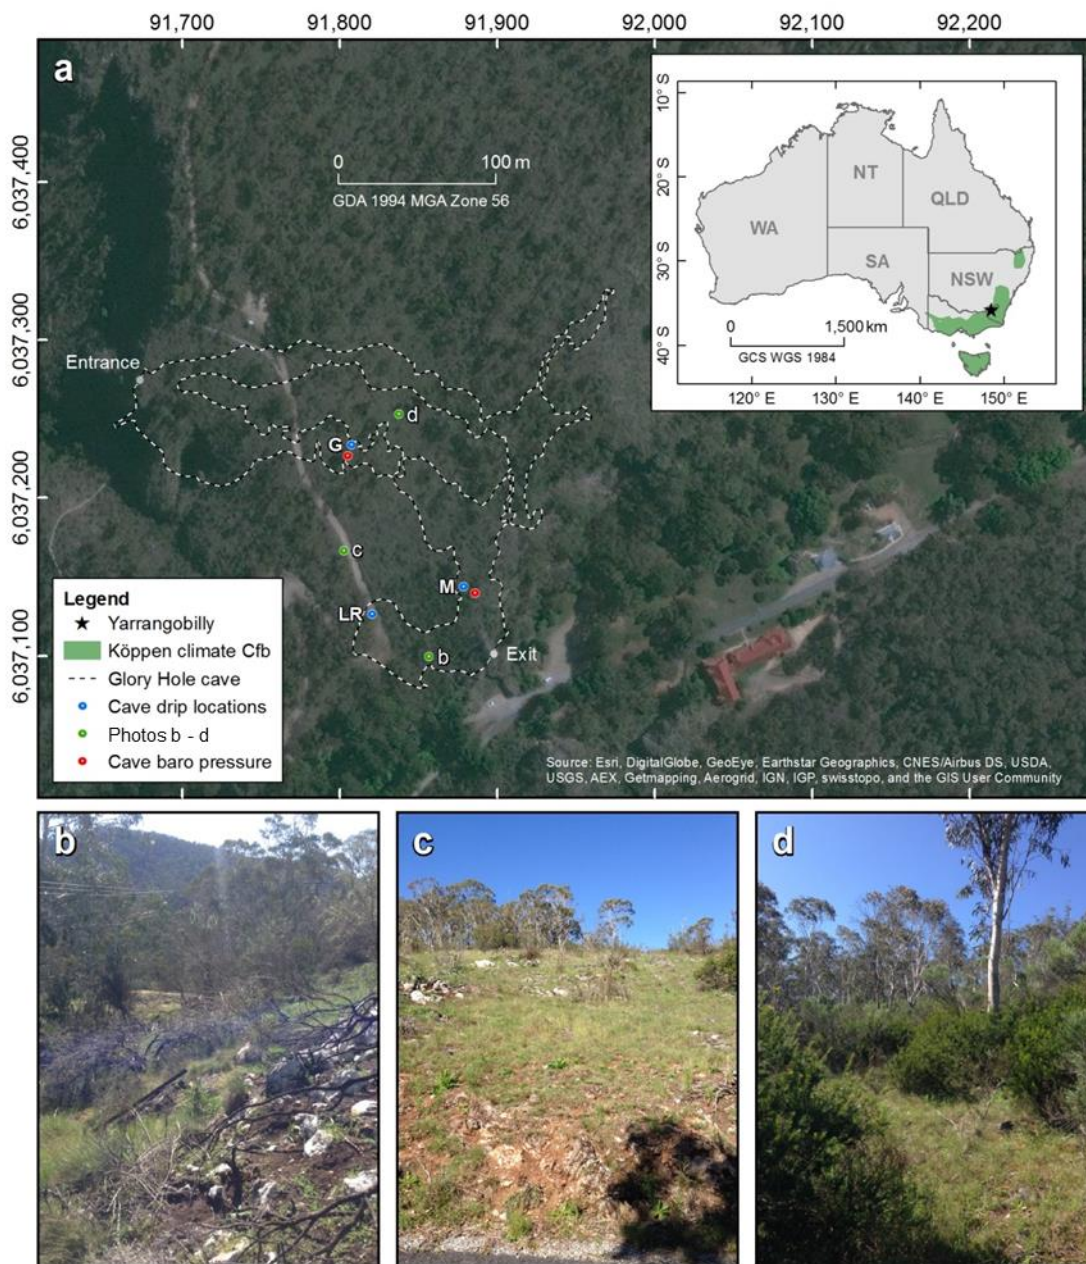 91,700 91,800 91,900 92,000 92,100 92,200
a
6,037,400
6,037,300
6,037,200
6,037,100
0 100 m
GDA 1994 MGA Zone 56
Entrance
d
G
c
M
LR
b
Exit
10° S
20° S
30° S
40° S
NT
QLD
WA
SA
NSW
0 1,500 km
GCS WGS 1984
120° E 130° E 140° E 150° E
Legend
Yarrangobilly
Köppen climate Cfb
Glory Hole cave
Cave drip locations
Photos b - d
Cave baro pressure
Source: Esri, DigitalGlobe, GeoEye, Earthstar Geographics, CNES/Airbus DS, USDA,
USGS, AEX, Getmapping, Aerogrid, IGN, IGP, swisstopo, and the GIS User Community
b
c
d